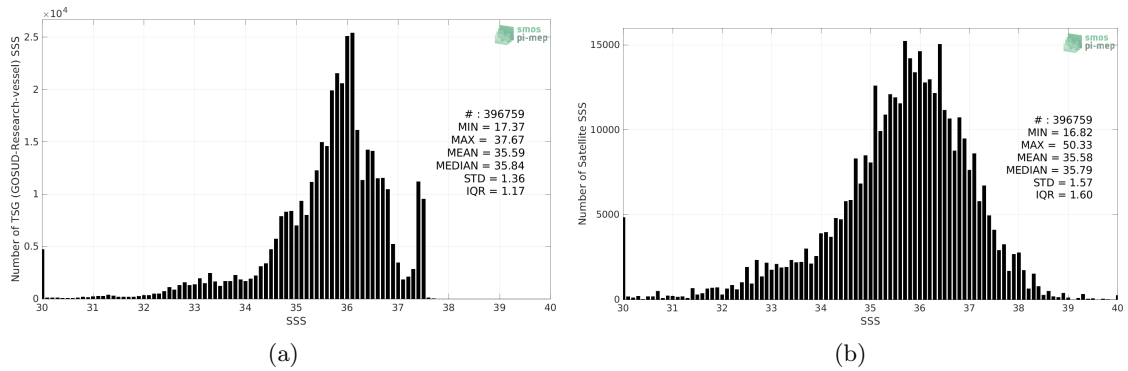 ×10⁴
2.5
2
1.5
1
0.5
0
Number of TSG (GOSUD-Research-vessel) SSS
30 31 32 33 34 35 36 37 38 39 40
SSS
smos
pi-mep
# : 396759
MIN = 17.37
MAX = 37.67
MEAN = 35.59
MEDIAN = 35.84
STD = 1.36
IQR = 1.17
(a)
15000
10000
5000
0
Number of Satellite SSS
30 31 32 33 34 35 36 37 38 39 40
SSS
smos
pi-mep
# : 396759
MIN = 16.82
MAX = 50.33
MEAN = 35.58
MEDIAN = 35.79
STD = 1.57
IQR = 1.60
(b)